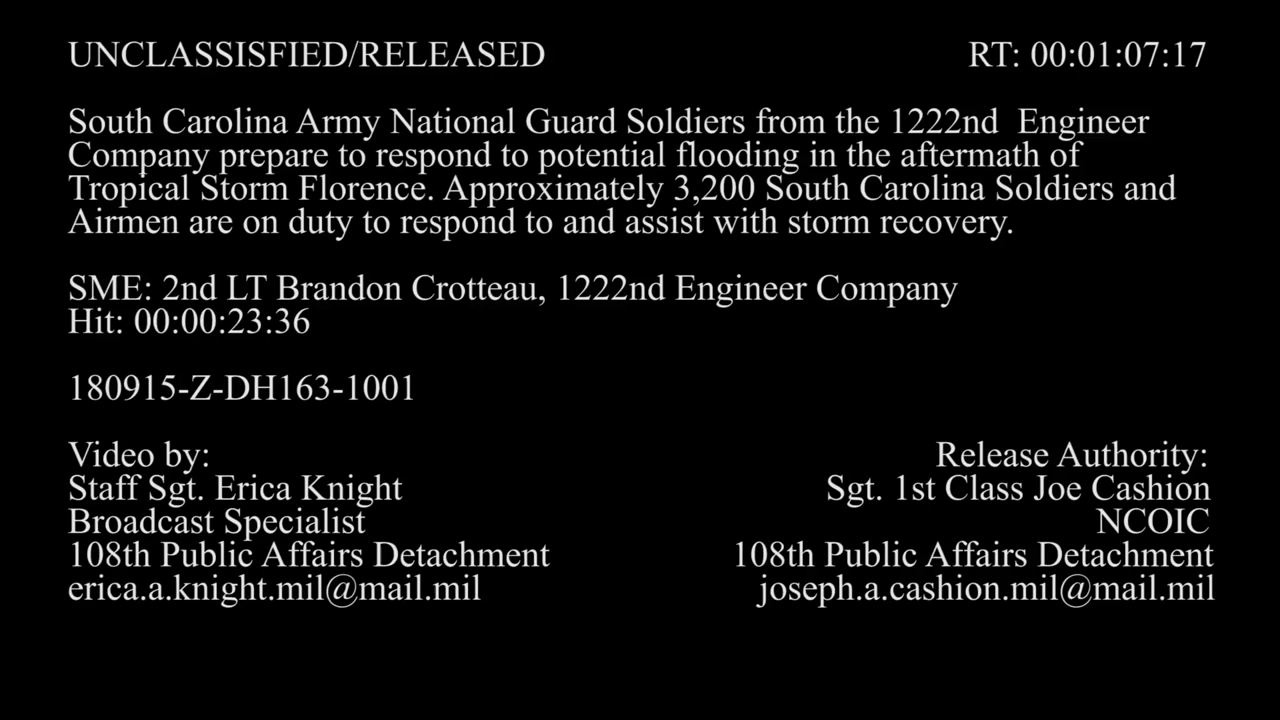 UNCLASSISFIED/RELEASED RT: 00:01:07:17
South Carolina Army National Guard Soldiers from the 1222nd  Engineer
Company prepare to respond to potential flooding in the aftermath of
Tropical Storm Florence. Approximately 3,200 South Carolina Soldiers and
Airmen are on duty to respond to and assist with storm recovery.
SME: 2nd LT Brandon Crotteau, 1222nd Engineer Company
Hit: 00:00:23:36
180915-Z-DH163-1001
Video by:
Staff Sgt. Erica Knight
Broadcast Specialist
108th Public Affairs Detachment
erica.a.knight.mil@mail.mil
Release Authority:
Sgt. 1st Class Joe Cashion
NCOIC
108th Public Affairs Detachment
joseph.a.cashion.mil@mail.mil